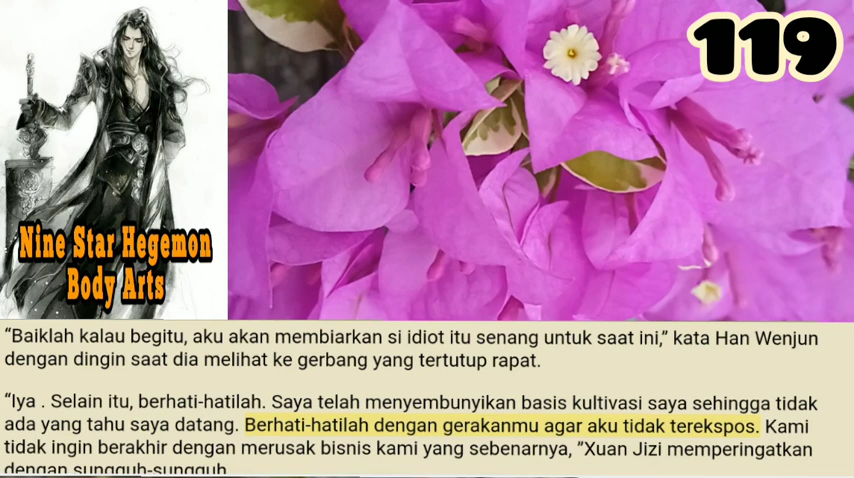 119
Nine Star Hegemon
Body Arts
“Baiklah kalau begitu, aku akan membiarkan si idiot itu senang untuk saat ini,” kata Han Wenjun
dengan dingin saat dia melihat ke gerbang yang tertutup rapat.
“Iya . Selain itu, berhati-hatilah. Saya telah menyembunyikan basis kultivasi saya sehingga tidak
ada yang tahu saya datang. Berhati-hatilah dengan gerakanmu agar aku tidak terekspos. Kami
tidak ingin berakhir dengan merusak bisnis kami yang sebenarnya, ”Xuan Jizi memperingatkan
dengan sungguh-sungguh